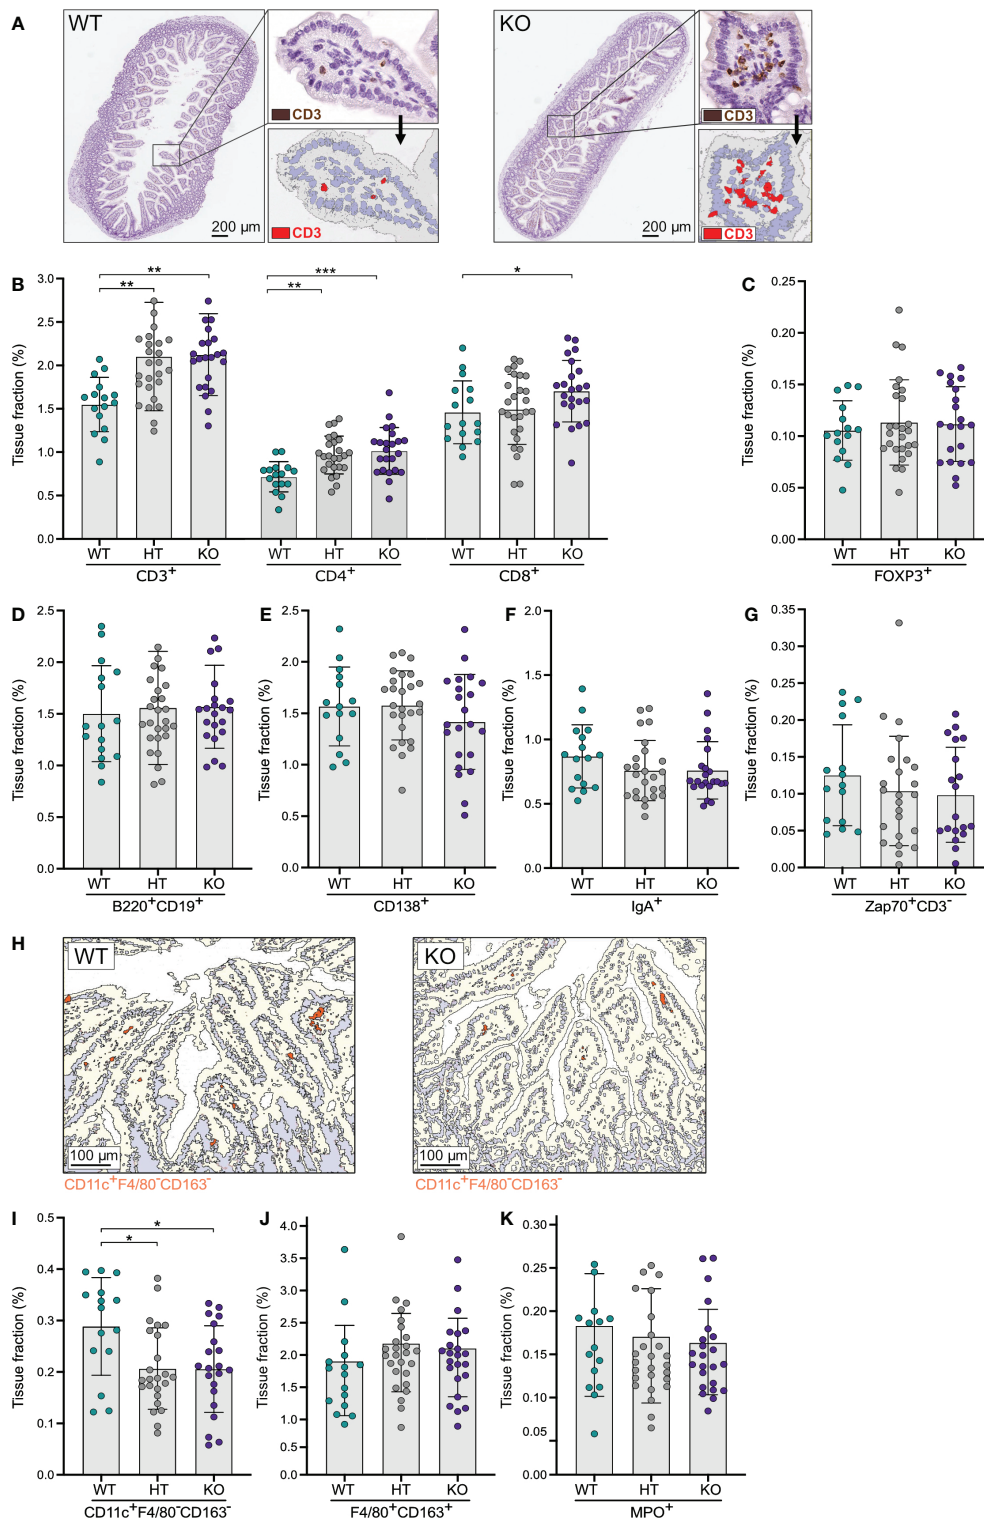 A
WT
CD3
CD3
200 µm
KO
CD3
CD3
200 µm
B
Tissue fraction (%)
3.0
2.5
2.0
1.5
1.0
0.5
0.0
** ** ** *** *
WT HT KO WT HT KO WT HT KO
CD3⁺ CD4⁺ CD8⁺
C
Tissue fraction (%)
0.25
0.20
0.15
0.10
0.05
0.00
WT HT KO
FOXP3⁺
D
Tissue fraction (%)
2.5
2.0
1.5
1.0
0.5
0.0
WT HT KO
B220⁺CD19⁺
E
Tissue fraction (%)
2.5
2.0
1.5
1.0
0.5
0.0
WT HT KO
CD138⁺
F
Tissue fraction (%)
2.0
1.5
1.0
0.5
0.0
WT HT KO
IgA⁺
G
Tissue fraction (%)
0.35
0.30
0.25
0.20
0.15
0.10
0.05
0.00
WT HT KO
Zap70⁺CD3⁻
H
WT
100 µm
CD11c⁺F4/80⁻CD163⁻
KO
100 µm
CD11c⁺F4/80⁻CD163⁻
I
Tissue fraction (%)
0.5
0.4
0.3
0.2
0.1
0.0
* *
WT HT KO
CD11c⁺F4/80⁻CD163⁻
J
Tissue fraction (%)
4.0
3.0
2.5
2.0
1.5
1.0
0.5
0.0
WT HT KO
F4/80⁺CD163⁺
K
Tissue fraction (%)
0.30
0.25
0.20
0.15
0.10
0.05
0.00
WT HT KO
MPO⁺